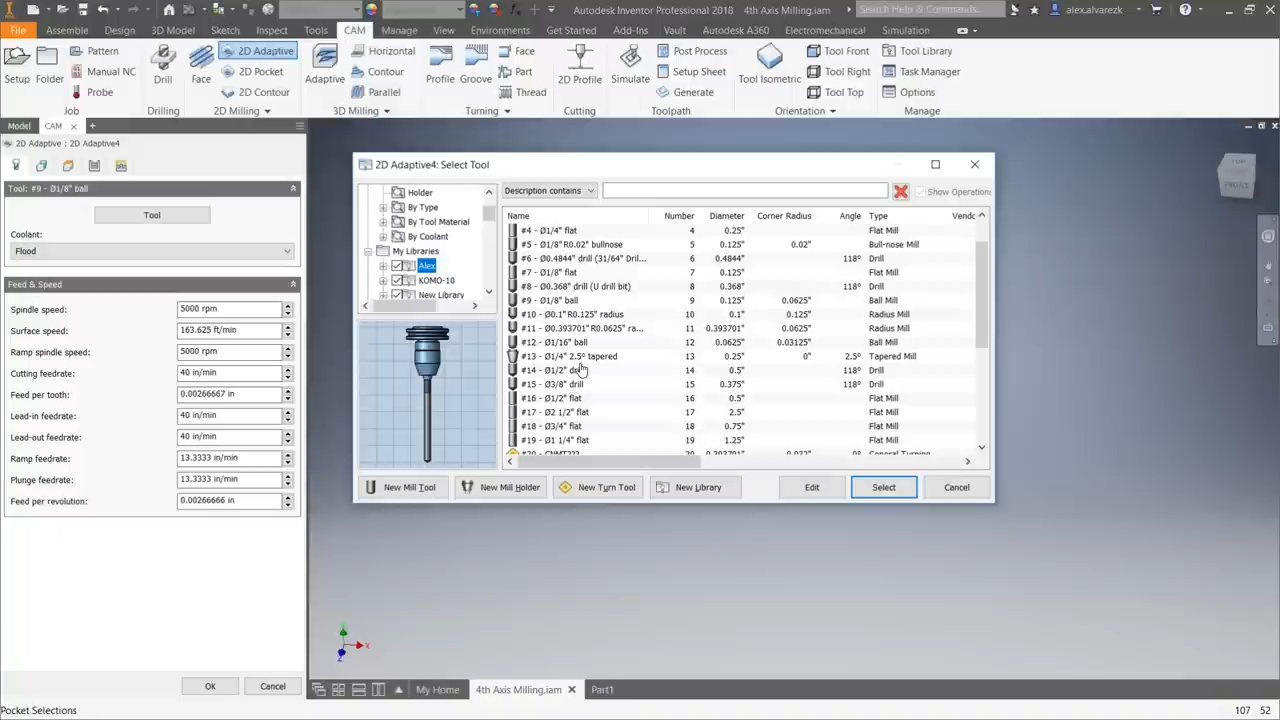 Autodesk Inventor Professional 2018 4th Axis Milling.iam
Search Help & Commands...
alex.alvarezk
File Assembly Design 3D Model Sketch Inspect Tools CAM Manage View Environments Get Started Add-Ins Vault Autodesk A360 Electromechanical Simulation
Pattern 2D Adaptive Horizontal Face Post Process Tool Front Tool Library
Setup Folder Manual NC Drill Face 2D Pocket Adaptive Contour Profile Groove Part 2D Profile Simulate Setup Sheet Tool Isometric Tool Right Task Manager
Probe 2D Contour Parallel Thread Generate Tool Top Options
Job Drilling 2D Milling 3D Milling Turning Cutting Toolpath Orientation Manage
Model CAM
2D Adaptive : 2D Adaptive4
Tool: #9 - Ø1/8" ball
Tool
Coolant:
Flood
Feed & Speed
Spindle speed: 5000 rpm
Surface speed: 163.625 ft/min
Ramp spindle speed: 5000 rpm
Cutting feedrate: 40 in/min
Feed per tooth: 0.00266667 in
Lead-in feedrate: 40 in/min
Lead-out feedrate: 40 in/min
Ramp feedrate: 13.3333 in/min
Plunge feedrate: 13.3333 in/min
Feed per revolution: 0.00266666 in
OK Cancel
Pocket Selections
2D Adaptive4: Select Tool
Holder
By Type
By Tool Material
By Coolant
My Libraries
Alex
KOMO-10
New Library
Description contains
Show Operations
Name Number Diameter Corner Radius Angle Type
#4 - Ø1/4" flat 4 0.25" Flat Mill
#5 - Ø1/8" R0.02" bullnose 5 0.125" 0.02" Bull-nose Mill
#6 - Ø0.4844" drill (31/64" Dril... 6 0.4844" 118º Drill
#7 - Ø1/8" flat 7 0.125" Flat Mill
#8 - Ø0.368" drill (U drill bit) 8 0.368" 118º Drill
#9 - Ø1/8" ball 9 0.125" 0.0625" Ball Mill
#10 - Ø0.1" R0.125" radius 10 0.1" 0.125" Radius Mill
#11 - Ø0.393701" R0.0625" ra... 11 0.393701" 0.0625" Radius Mill
#12 - Ø1/16" ball 12 0.0625" 0.03125" Ball Mill
#13 - Ø1/4" 2.5º tapered 13 0.25" 0" 2.5º Tapered Mill
#14 - Ø1/2" 14 0.5" 118º Drill
#15 - Ø3/8" drill 15 0.375" 118º Drill
#16 - Ø1/2" flat 16 0.5" Flat Mill
#17 - Ø2 1/2" flat 17 2.5" Flat Mill
#18 - Ø3/4" flat 18 0.75" Flat Mill
#19 - Ø1 1/4" flat 19 1.25" Flat Mill
New Mill Tool New Mill Holder New Turn Tool New Library Edit Select Cancel
FRONT
My Home 4th Axis Milling.iam Part1
107 52